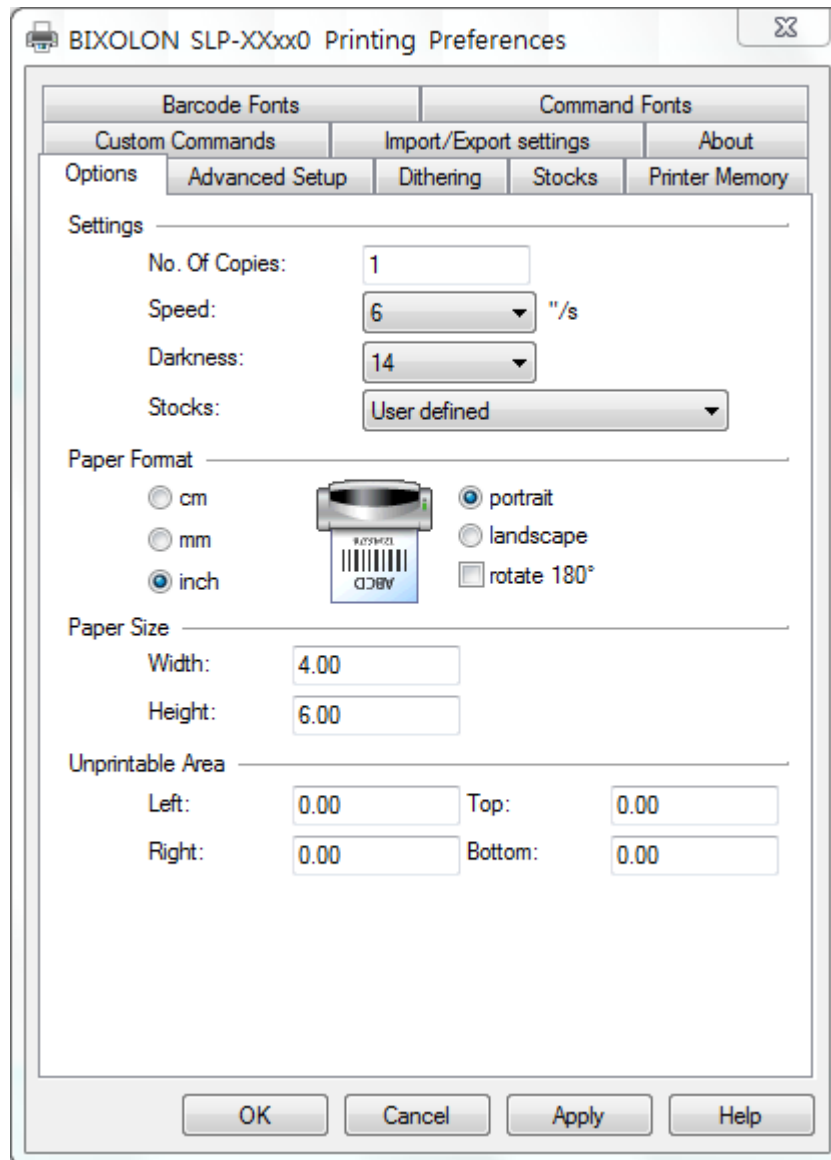 BIXOLON SLP-XXxx0 Printing Preferences
Barcode Fonts Command Fonts
Custom Commands Import/Export settings About
Options Advanced Setup Dithering Stocks Printer Memory
Settings
No. Of Copies: 1
Speed: 6 "/s
Darkness: 14
Stocks: User defined
Paper Format
cm portrait
mm landscape
inch rotate 180°
ABCD
Paper Size
Width: 4.00
Height: 6.00
Unprintable Area
Left: 0.00 Top: 0.00
Right: 0.00 Bottom: 0.00
OK Cancel Apply Help